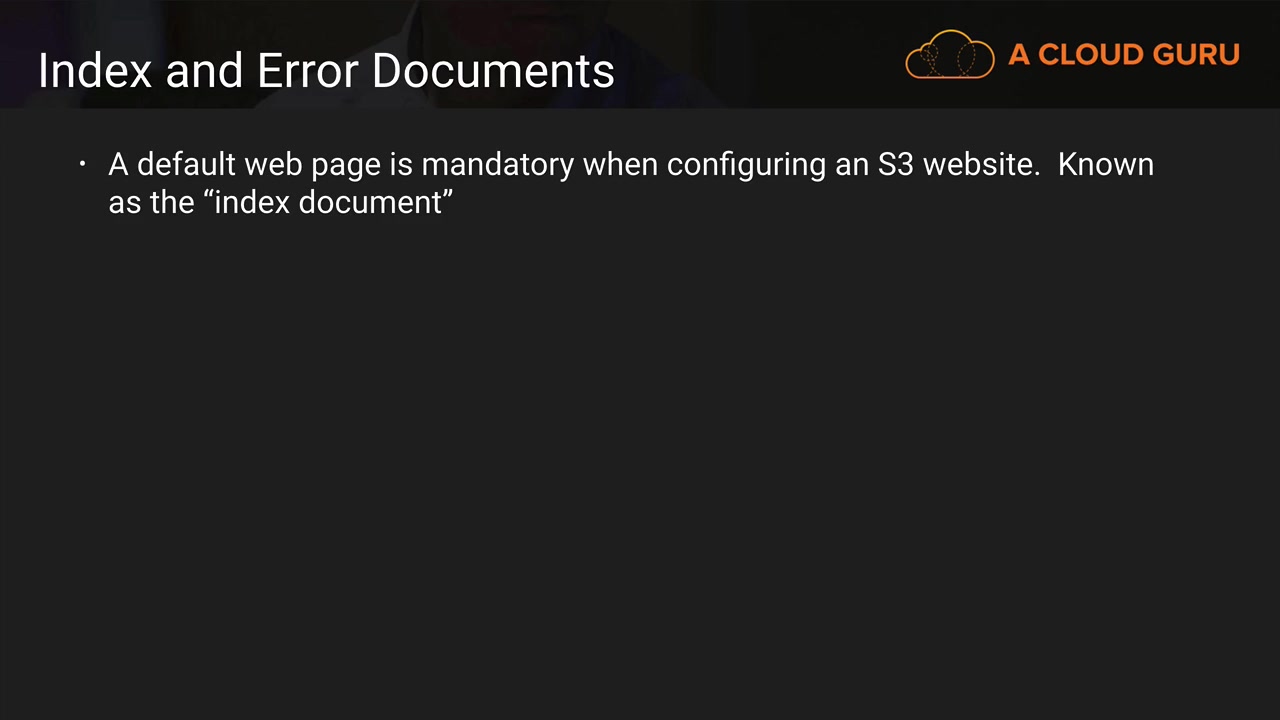 Index and Error Documents
A CLOUD GURU
• A default web page is mandatory when configuring an S3 website.  Known
as the “index document”